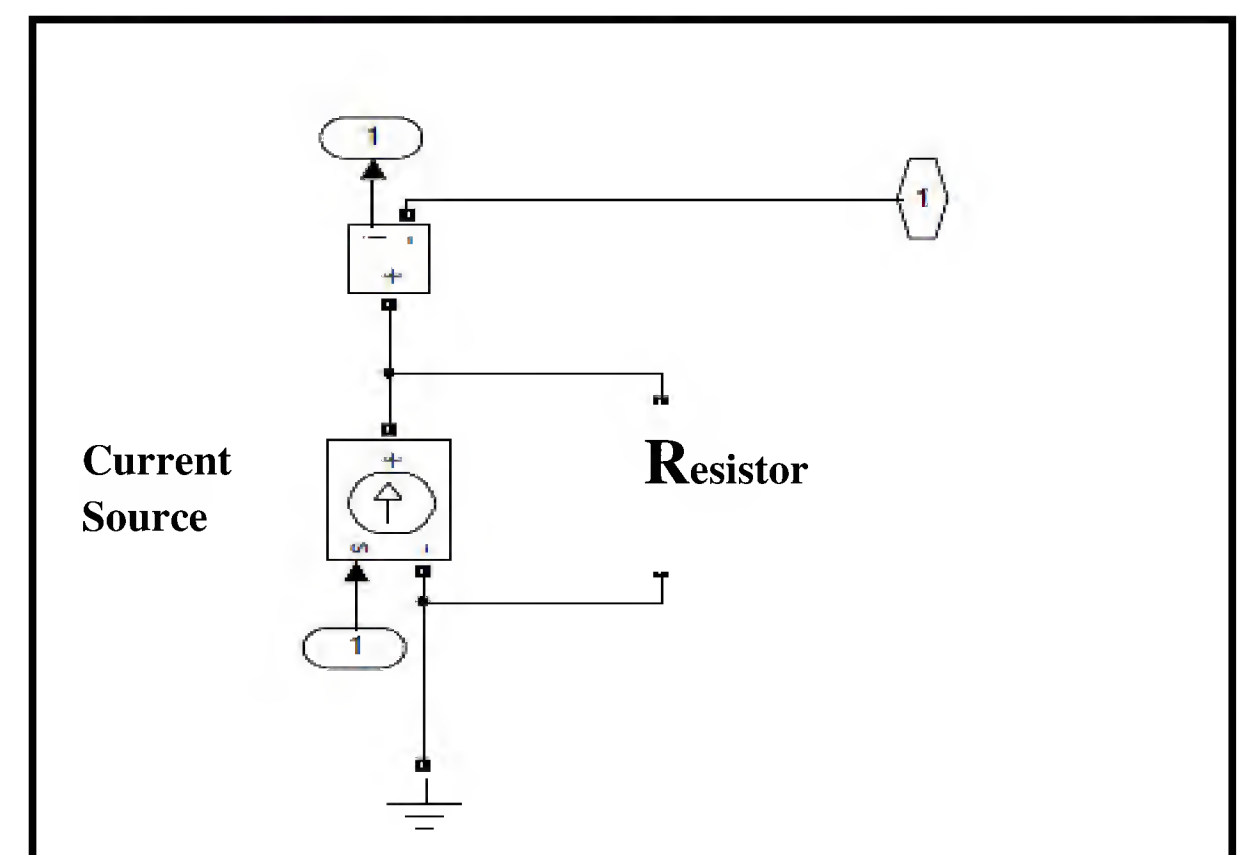 1
1
i -
+
Current
Source
+
Resistor
s -
1